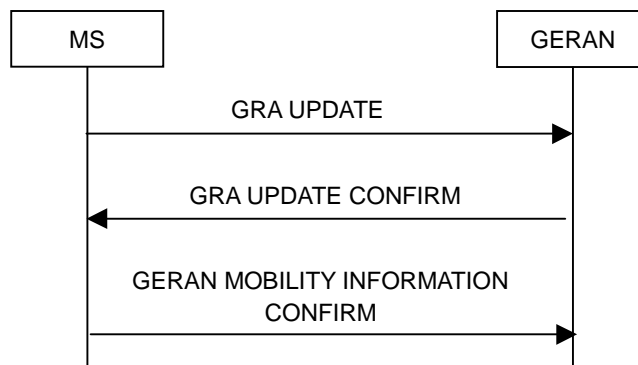 MS
GERAN
GRA UPDATE
GRA UPDATE CONFIRM
GERAN MOBILITY INFORMATION
CONFIRM